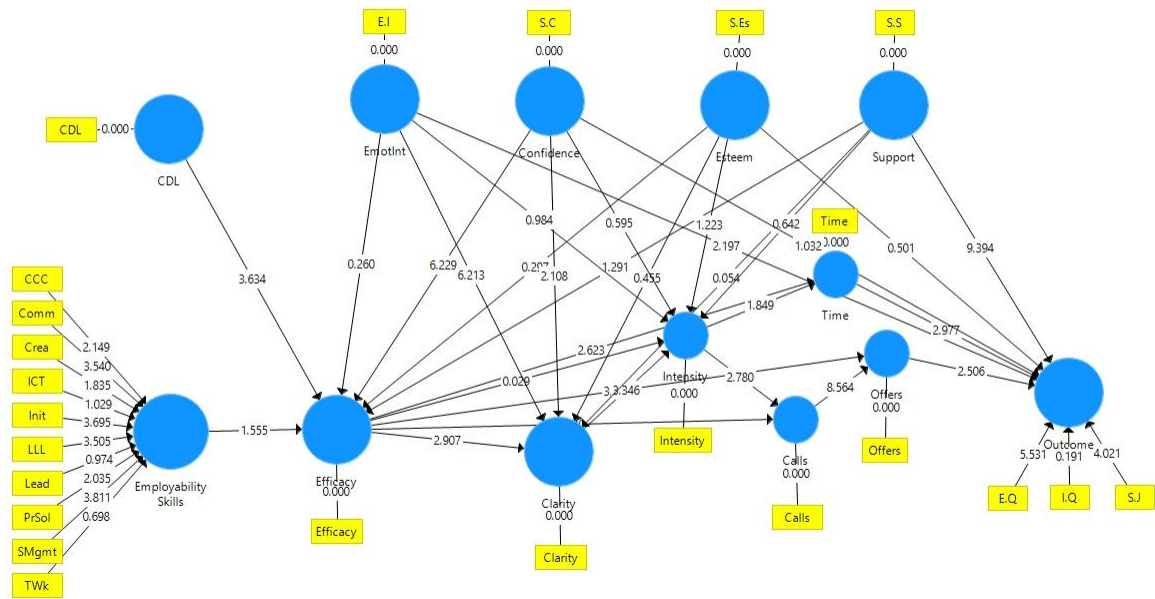 E.I
S.C
S.Es
S.S
0.000
0.000
0.000
0.000
CDL
0.000
EmotInt
Confidence
Esteem
Support
CDL
0.984
0.595
1.223
0.642
Time
2.197
1.032
0.000
0.501
9.394
3.634
0.260
6.229
6.213
0.297
2.108
1.291
0.455
0.054
CCC
Comm
Crea
ICT
Init
LLL
Lead
PrSol
SMgmt
TWk
2.149
3.540
1.835
1.029
3.695
3.505
0.974
2.035
3.811
0.698
1.849
Time
2.977
2.623
0.029
Intensity
0.000
2.780
Offers
0.000
2.506
3.346
8.564
1.555
2.907
Employability
Skills
Efficacy
0.000
Efficacy
Clarity
0.000
Clarity
Intensity
Calls
0.000
Calls
Offers
Outcome
5.531
0.191
4.021
E.Q
I.Q
S.J